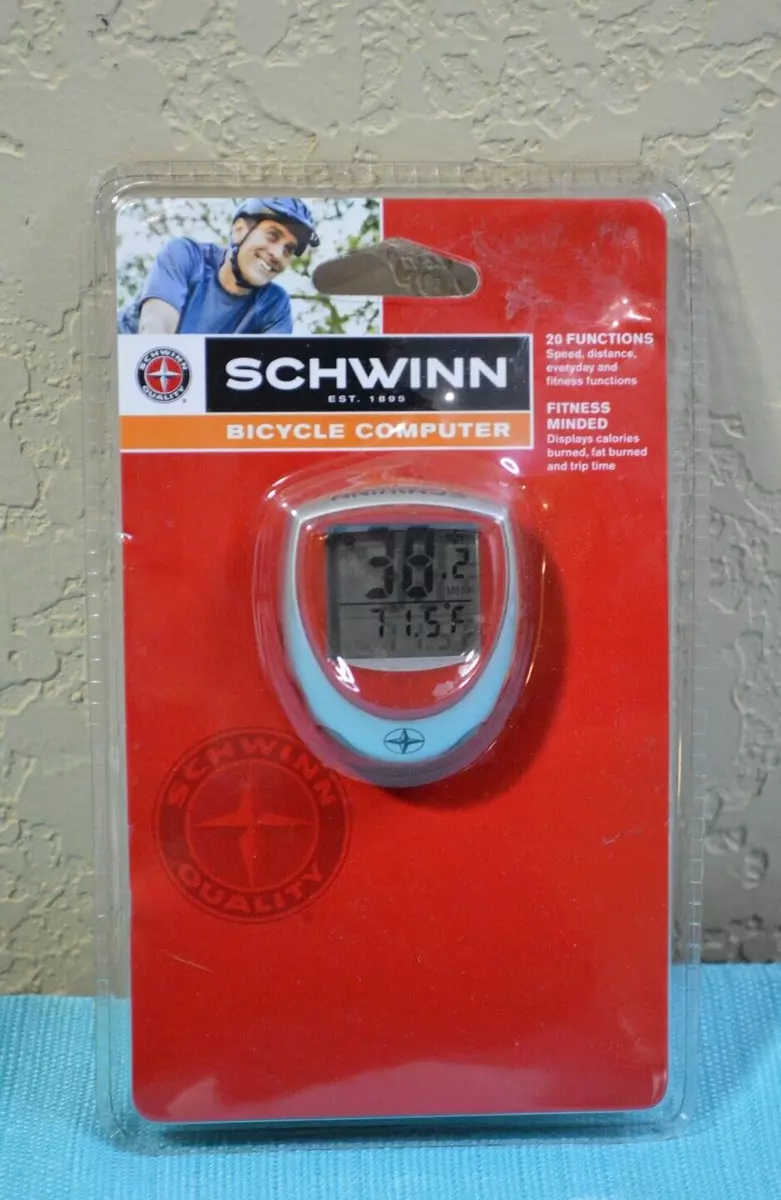 20 FUNCTIONS
Speed, distance,
everyday and
fitness functions
SCHWINN
QUALITY
®
SCHWINN
EST. 1895
BICYCLE COMPUTER
FITNESS
MINDED
Displays calories
burned, fat burned
and trip time
SCHWINN
38.2
71.5°F
SCHWINN
QUALITY